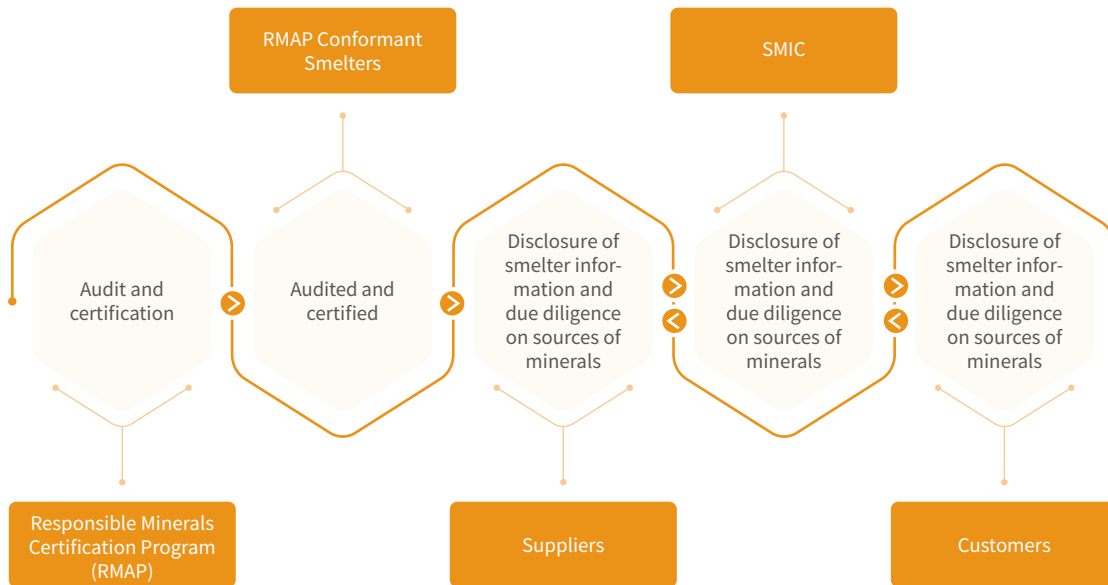 RMAP Conformant
Smelters
SMIC
Audit and
certification
Audited and
certified
Disclosure of
smelter infor-
mation and
due diligence
on sources of
minerals
Disclosure of
smelter infor-
mation and
due diligence
on sources of
minerals
Disclosure of
smelter infor-
mation and
due diligence
on sources of
minerals
Responsible Minerals
Certification Program
(RMAP)
Suppliers
Customers